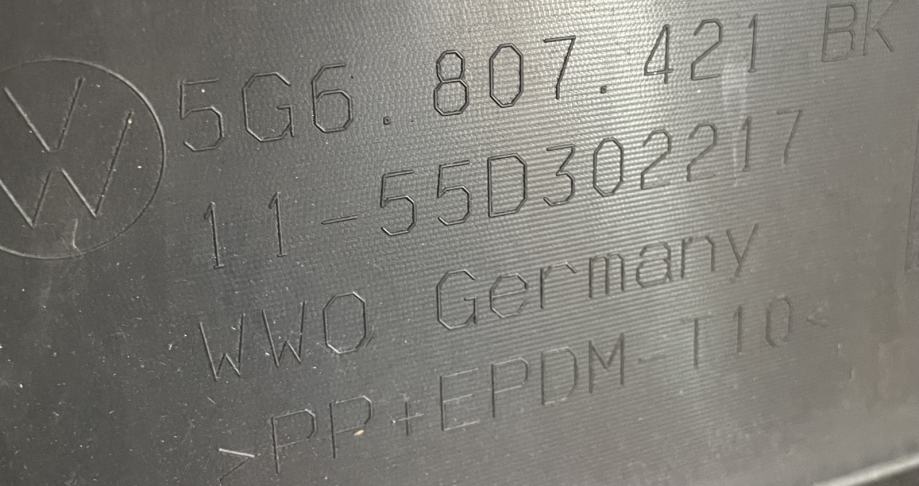 5G6.807.421 BK
11-55D302217
WWO Germany
>PP+EPDM-T10<